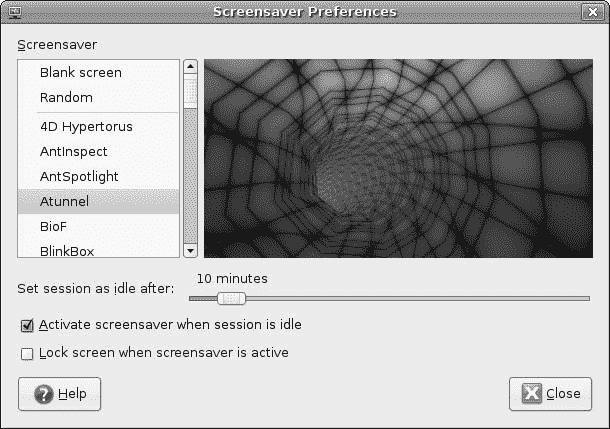 Screensaver Preferences
Screensaver
Blank screen
Random
4D Hypertorus
AntInspect
AntSpotlight
Atunnel
BioF
BlinkBox
10 minutes
Set session as idle after:
Activate screensaver when session is idle
Lock screen when screensaver is active
Help
Close